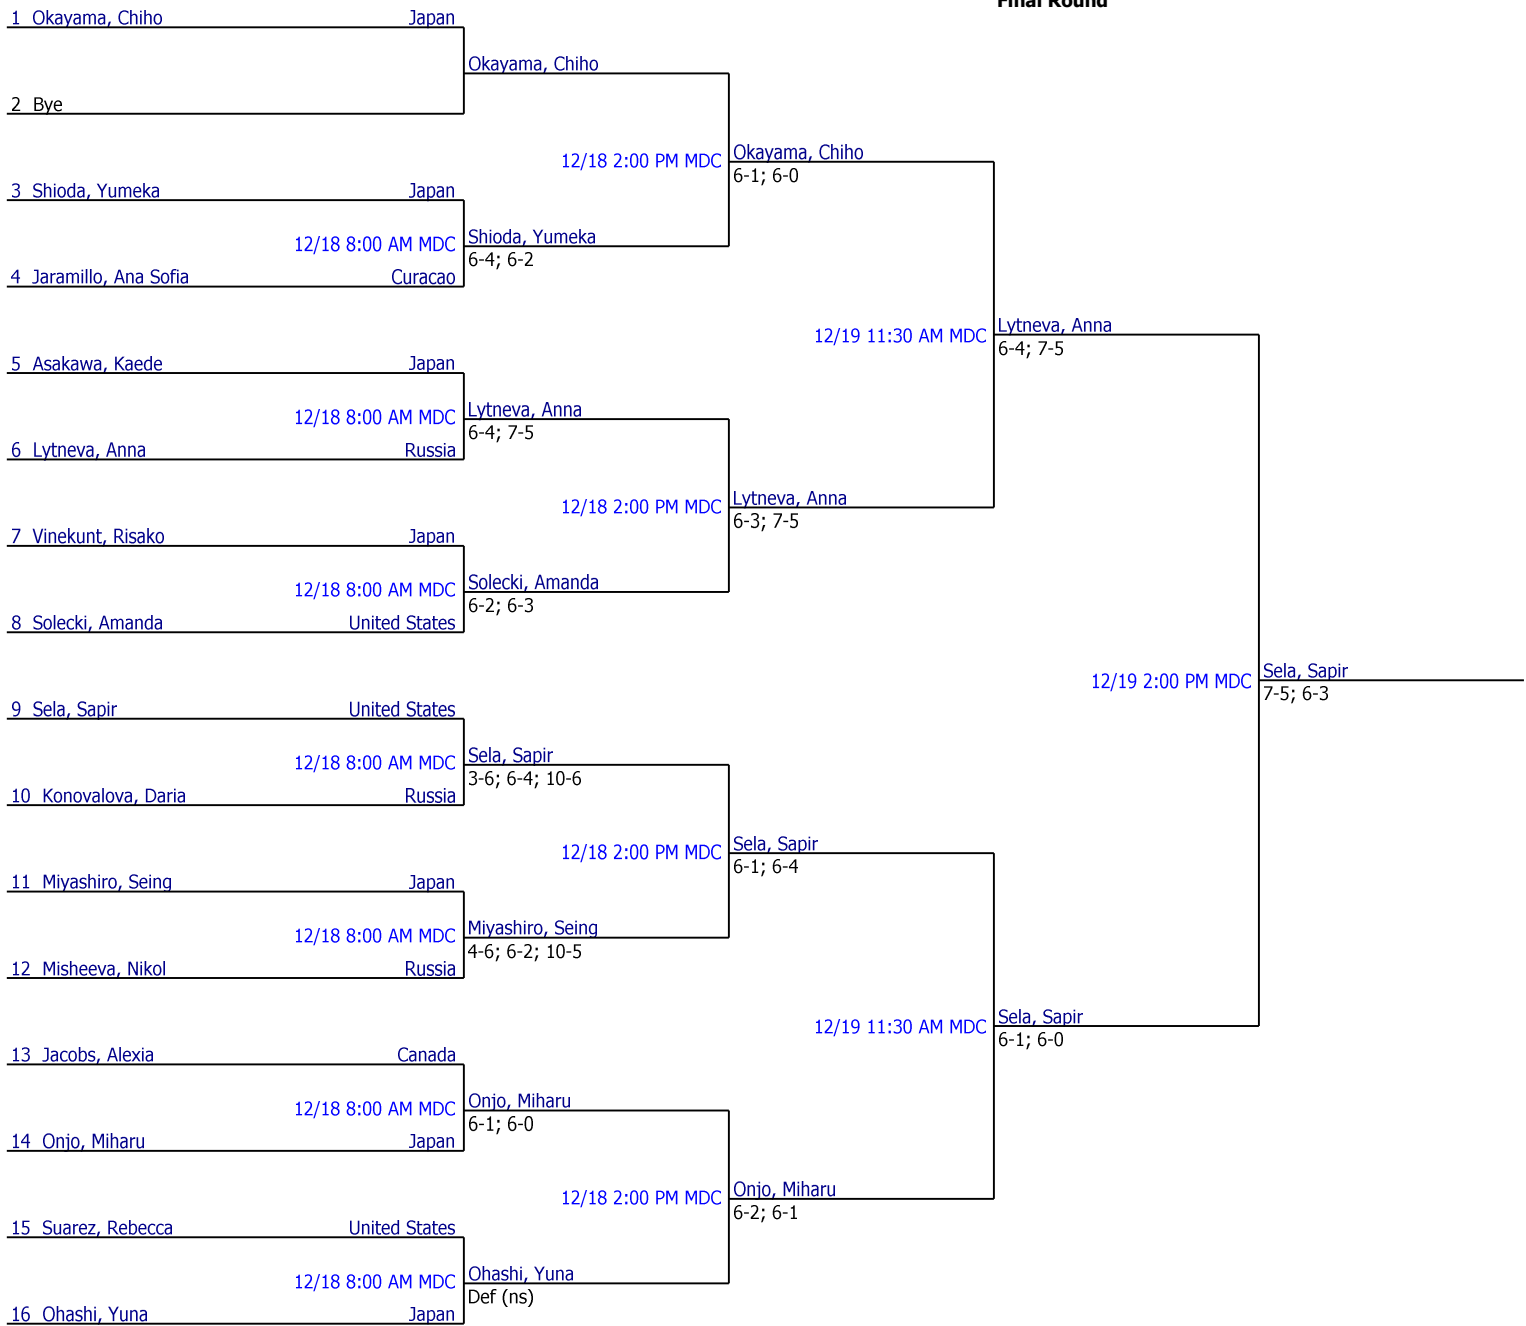 Final Round
1 Okayama, Chiho Japan
Okayama, Chiho
2 Bye
12/18 2:00 PM MDC Okayama, Chiho
6-1; 6-0
3 Shioda, Yumeka Japan
12/18 8:00 AM MDC Shioda, Yumeka
6-4; 6-2
4 Jaramillo, Ana Sofia Curacao
12/19 11:30 AM MDC Lytneva, Anna
6-4; 7-5
5 Asakawa, Kaede Japan
12/18 8:00 AM MDC Lytneva, Anna
6-4; 7-5
6 Lytneva, Anna Russia
12/18 2:00 PM MDC Lytneva, Anna
6-3; 7-5
7 Vinekunt, Risako Japan
12/18 8:00 AM MDC Solecki, Amanda
6-2; 6-3
8 Solecki, Amanda United States
12/19 2:00 PM MDC Sela, Sapir
7-5; 6-3
9 Sela, Sapir United States
12/18 8:00 AM MDC Sela, Sapir
3-6; 6-4; 10-6
10 Konovalova, Daria Russia
12/18 2:00 PM MDC Sela, Sapir
6-1; 6-4
11 Miyashiro, Seing Japan
12/18 8:00 AM MDC Miyashiro, Seing
4-6; 6-2; 10-5
12 Misheeva, Nikol Russia
12/19 11:30 AM MDC Sela, Sapir
6-1; 6-0
13 Jacobs, Alexia Canada
12/18 8:00 AM MDC Onjo, Miharu
6-1; 6-0
14 Onjo, Miharu Japan
12/18 2:00 PM MDC Onjo, Miharu
6-2; 6-1
15 Suarez, Rebecca United States
12/18 8:00 AM MDC Ohashi, Yuna
Def (ns)
16 Ohashi, Yuna Japan